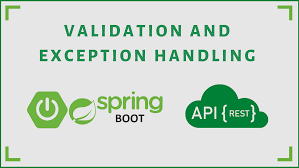 VALIDATION AND
EXCEPTION HANDLING
spring
BOOT
API {REST}